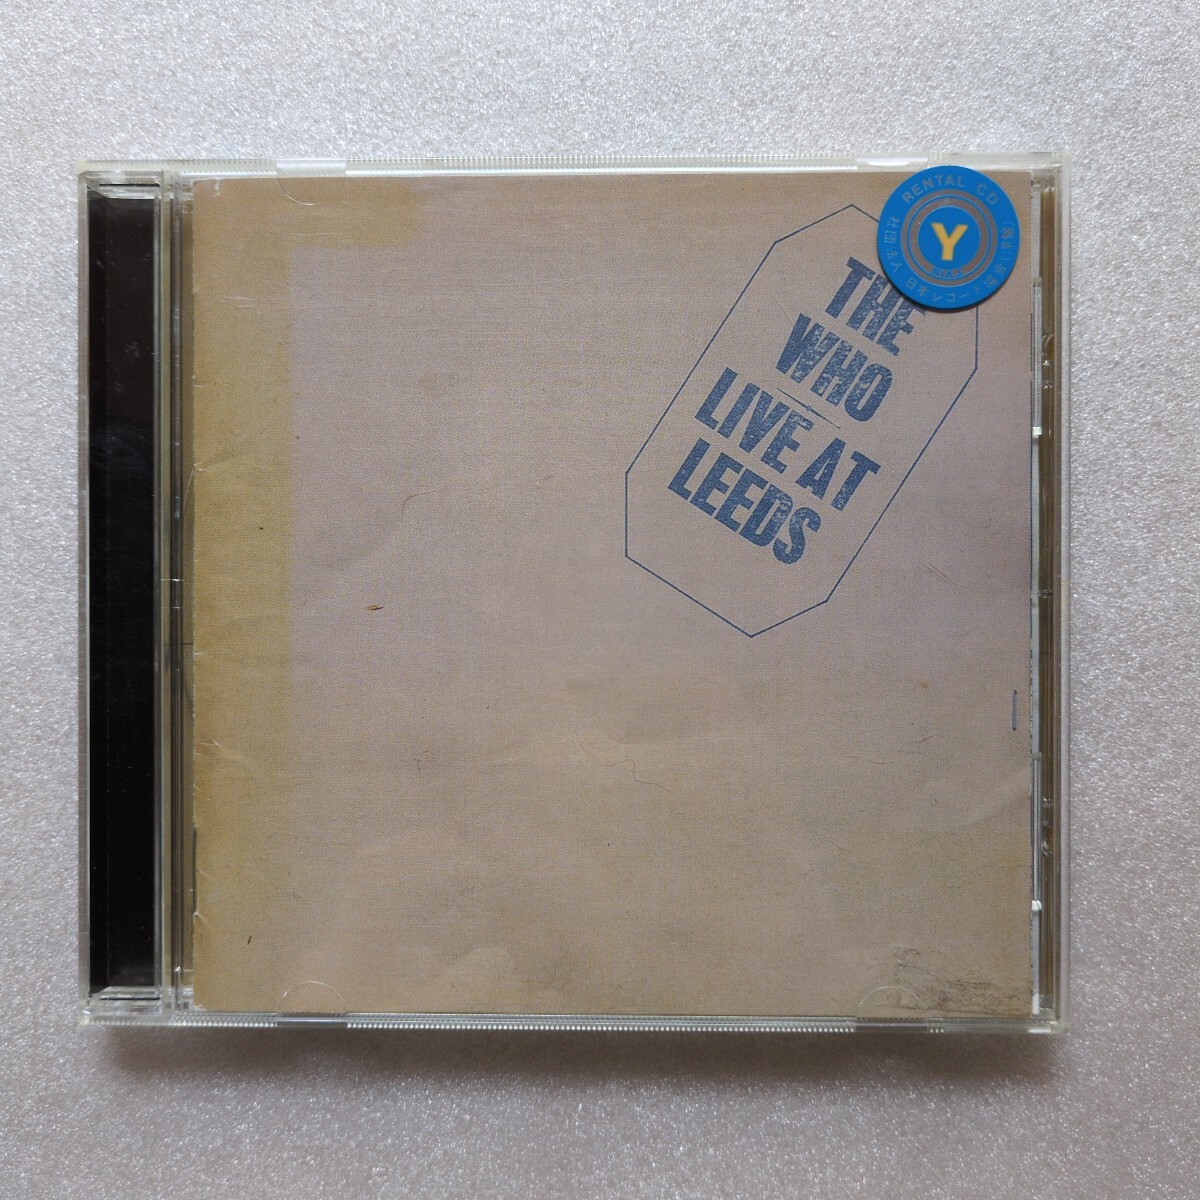 RENTAL CD
Y
THE
WHO
LIVE AT
LEEDS